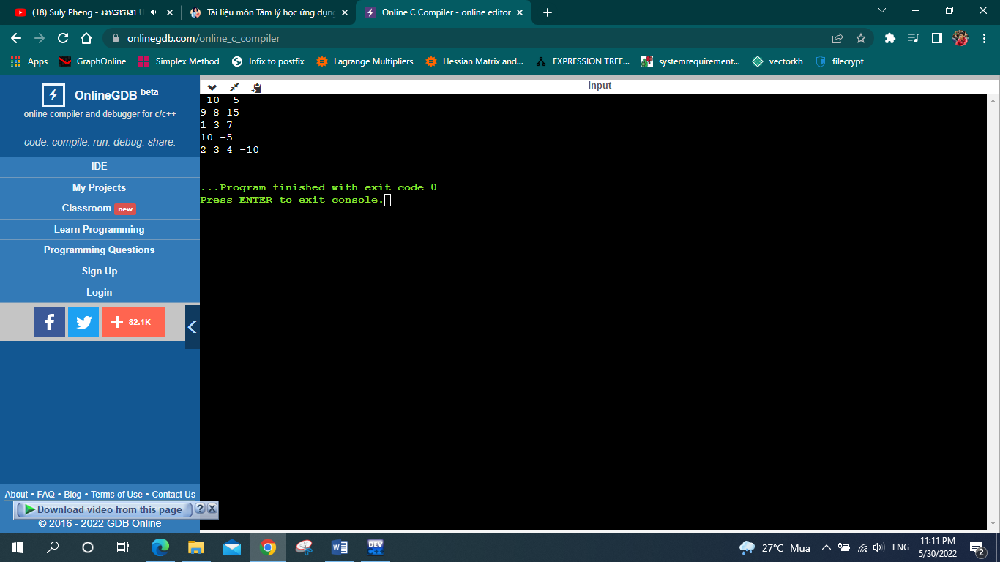 (18) Suly Pheng - អចេតនា U
Tài liệu môn Tâm lý học ứng dụng
Online C Compiler - online editor
onlinegdb.com/online_c_compiler
Apps GraphOnline Simplex Method Infix to postfix Lagrange Multipliers Hessian Matrix and... EXPRESSION TREE... systemrequirement... vectorkh filecrypt
OnlineGDB beta
online compiler and debugger for c/c++
code. compile. run. debug. share.
IDE
My Projects
Classroom new
Learn Programming
Programming Questions
Sign Up
Login
f
82.1K
About • FAQ • Blog • Terms of Use • Contact Us
Download video from this page ? X
© 2016 - 2022 GDB Online
input
-10 -5
9 8 15
1 3 7
10 -5
2 3 4 -10
...Program finished with exit code 0
Press ENTER to exit console.
W
DEV
27°C Mưa
ENG
11:11 PM
5/30/2022
2